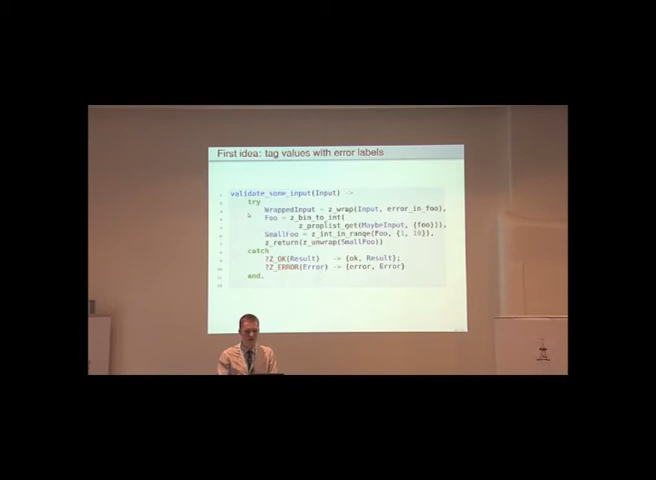 First idea: tag values with error labels
validate_some_input(Input) ->
try
WrappedInput = z_wrap(Input, error_in_foo),
Foo = z_bin_to_int(
z_proplist_get(MaybeInput, {foo})),
SmallFoo = z_int_in_range(Foo, {1, 10}),
z_return(z_unwrap(SmallFoo))
catch
?Z_OK(Result) -> {ok, Result};
?Z_ERROR(Error) -> {error, Error}
end.